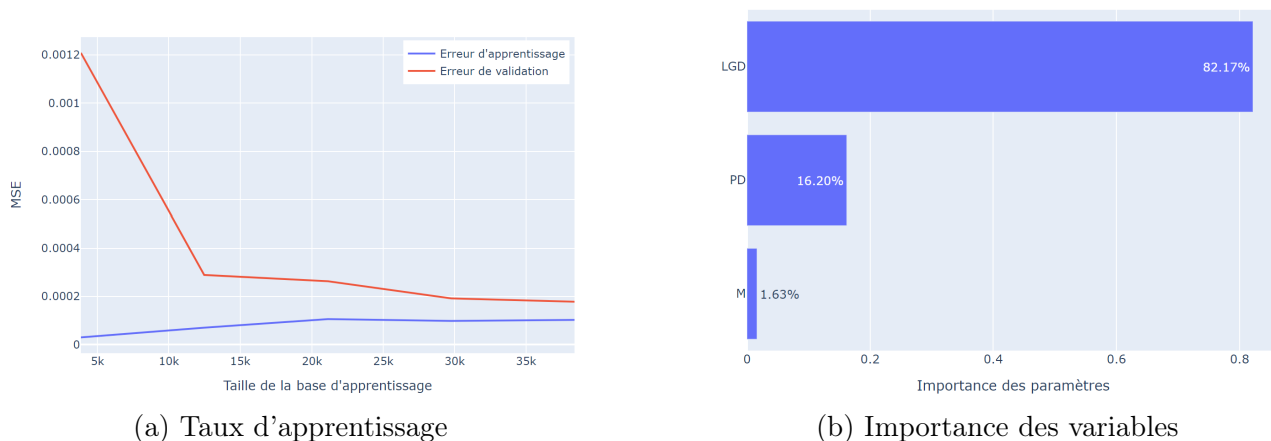 Erreur d'apprentissage
Erreur de validation
0.0012
0.001
0.0008
0.0006
0.0004
0.0002
0
MSE
5k 10k 15k 20k 25k 30k 35k
Taille de la base d'apprentissage
(a) Taux d'apprentissage
LGD 82.17%
PD 16.20%
M 1.63%
0 0.2 0.4 0.6 0.8
Importance des paramètres
(b) Importance des variables